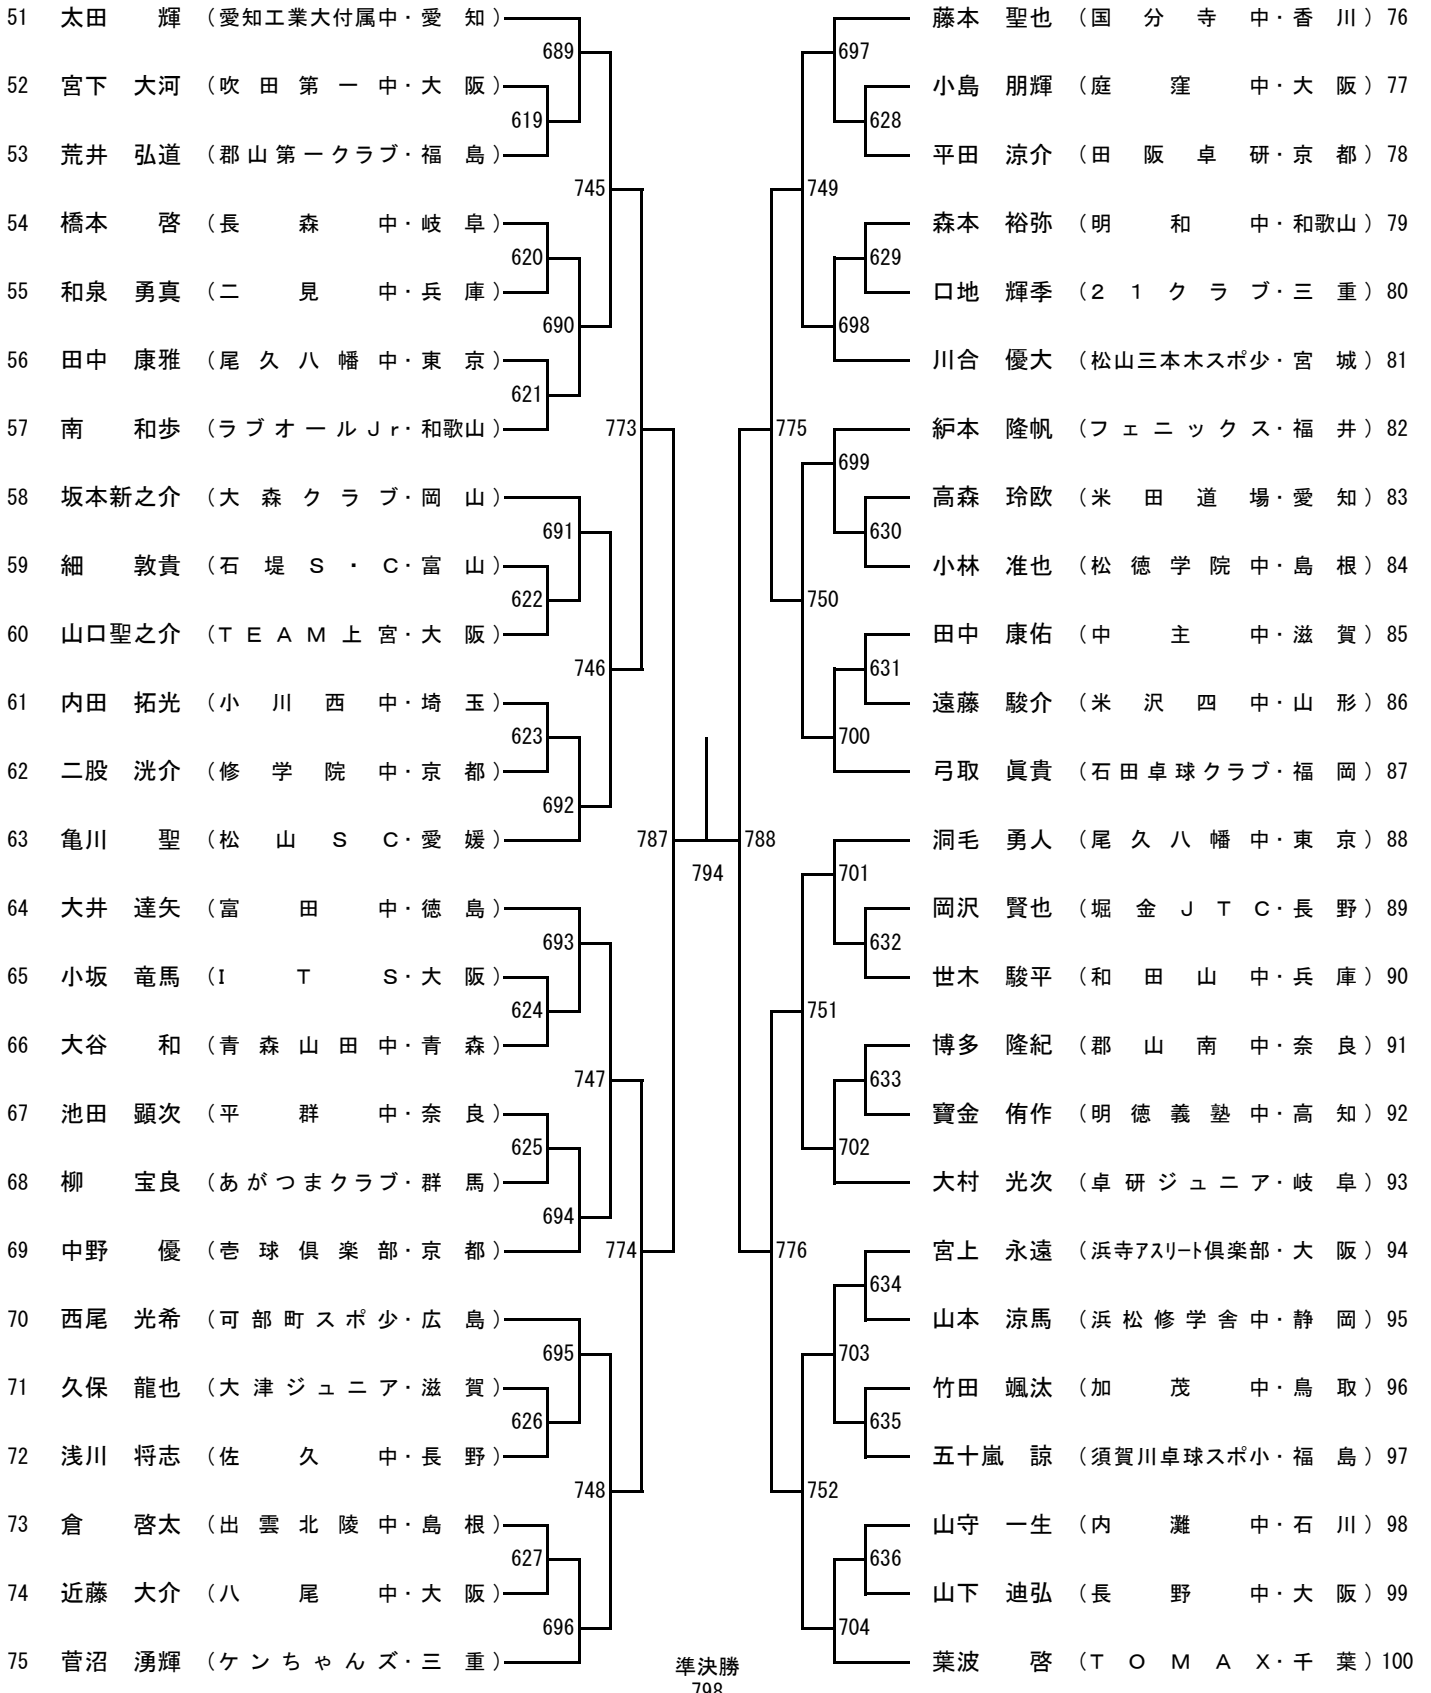 51 太田 輝 (愛知工業大付属中・愛 知)
689
52 宮下 大河 (吹田第一中・大 阪)
619
53 荒井 弘道 (郡山第一クラブ・福 島)
745
54 橋本 啓 (長森中・岐 阜)
620
55 和泉 勇真 (二見中・兵 庫)
690
56 田中 康雅 (尾久八幡中・東 京)
621
57 南 和歩 (ラブオールJr・和歌山)
773
58 坂本新之介 (大森クラブ・岡 山)
691
59 細 敦貴 (石堤S・C・富 山)
622
60 山口聖之介 (TEAM上宮・大 阪)
746
61 内田 拓光 (小川西中・埼 玉)
623
62 二股 洸介 (修学院中・京 都)
692
63 亀川 聖 (松山SC・愛 媛)
787
794
64 大井 達矢 (富田中・徳 島)
693
65 小坂 竜馬 (ITS・大 阪)
624
66 大谷 和 (青森山田中・青 森)
747
67 池田 顕次 (平群中・奈 良)
625
68 柳 宝良 (あがつまクラブ・群 馬)
694
69 中野 優 (壱球倶楽部・京 都)
774
70 西尾 光希 (可部町スポ少・広 島)
695
71 久保 龍也 (大津ジュニア・滋 賀)
626
72 浅川 将志 (佐久中・長 野)
748
73 倉 啓太 (出雲北陵中・島 根)
627
74 近藤 大介 (八尾中・大 阪)
696
75 菅沼 湧輝 (ケンちゃんズ・三 重)
藤本 聖也 (国分寺中・香 川) 76
697
小島 朋輝 (庭窪中・大 阪) 77
628
平田 涼介 (田阪卓研・京 都) 78
749
森本 裕弥 (明和中・和歌山) 79
629
口地 輝季 (21クラブ・三 重) 80
698
川合 優大 (松山三本木スポ少・宮 城) 81
775
絈本 隆帆 (フェニックス・福 井) 82
699
高森 玲欧 (米田道場・愛 知) 83
630
小林 准也 (松徳学院中・島 根) 84
750
田中 康佑 (中主中・滋 賀) 85
631
遠藤 駿介 (米沢四中・山 形) 86
700
弓取 眞貴 (石田卓球クラブ・福 岡) 87
788
洞毛 勇人 (尾久八幡中・東 京) 88
701
岡沢 賢也 (堀金JTC・長 野) 89
632
世木 駿平 (和田山中・兵 庫) 90
751
博多 隆紀 (郡山南中・奈 良) 91
633
寶金 侑作 (明徳義塾中・高 知) 92
702
大村 光次 (卓研ジュニア・岐 阜) 93
776
宮上 永遠 (浜寺アスリート倶楽部・大 阪) 94
634
山本 涼馬 (浜松修学舎中・静 岡) 95
703
竹田 颯汰 (加茂中・鳥 取) 96
635
五十嵐 諒 (須賀川卓球スポ小・福 島) 97
752
山守 一生 (内灘中・石 川) 98
636
山下 迪弘 (長野中・大 阪) 99
704
葉波 啓 (TOMAX・千 葉) 100
準決勝
798